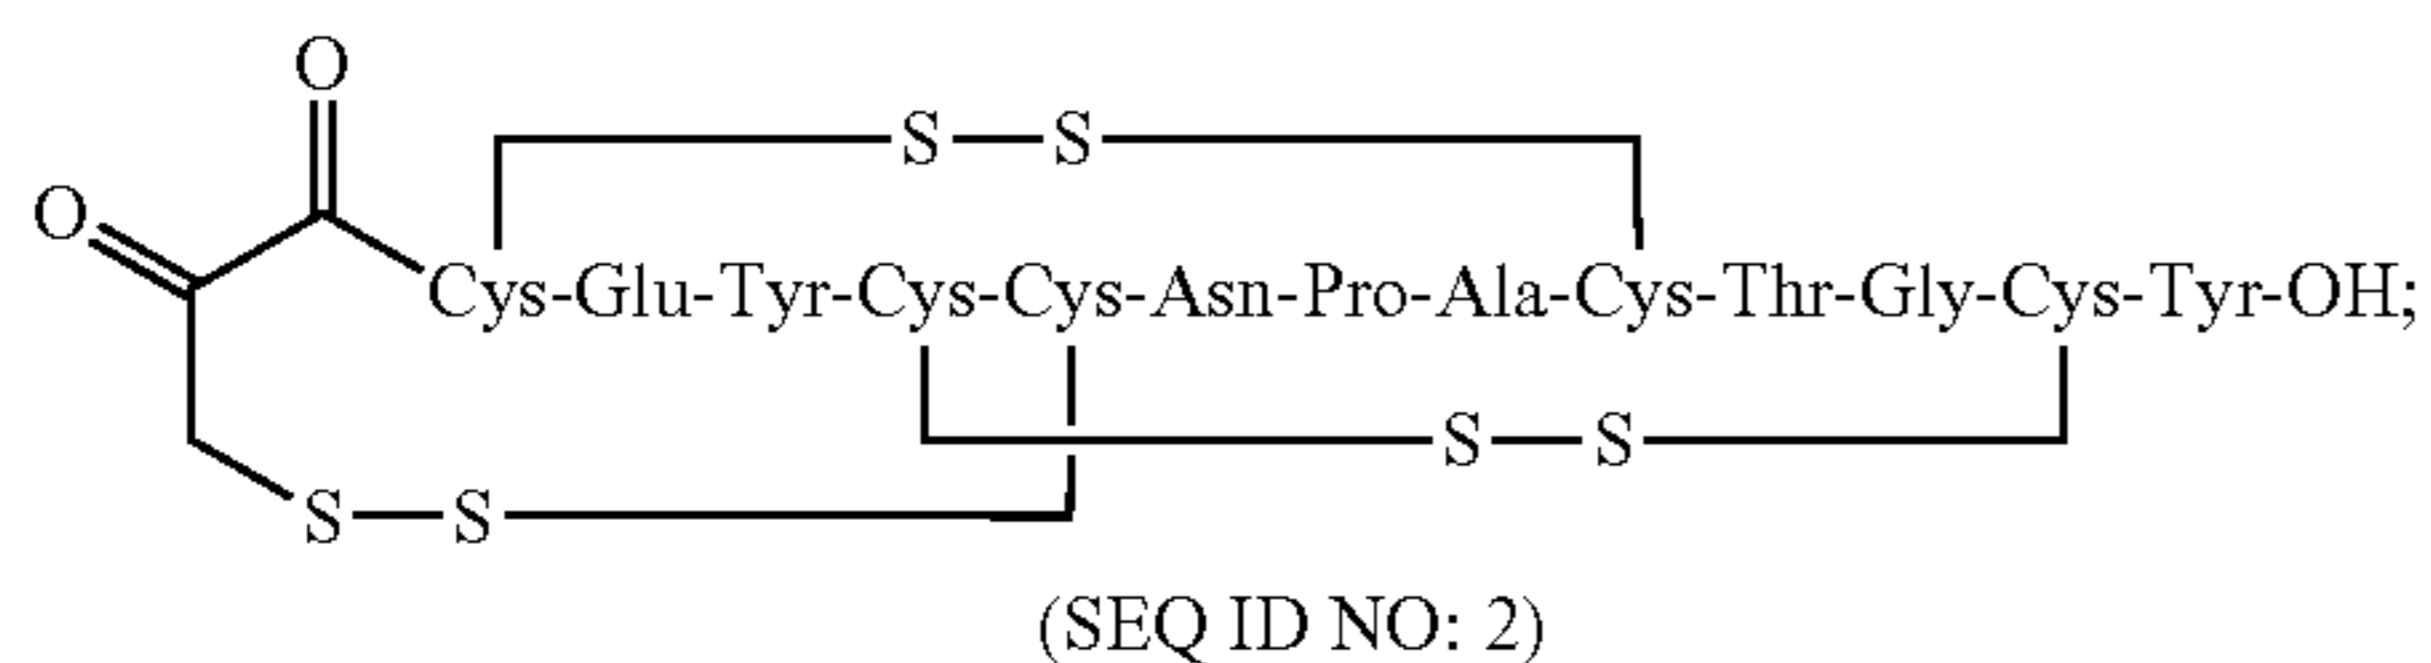 O
S—S
O
Cys-Glu-Tyr-Cys-Cys-Asn-Pro-Ala-Cys-Thr-Gly-Cys-Tyr-OH;
S—S
S—S
(SEQ ID NO: 2)